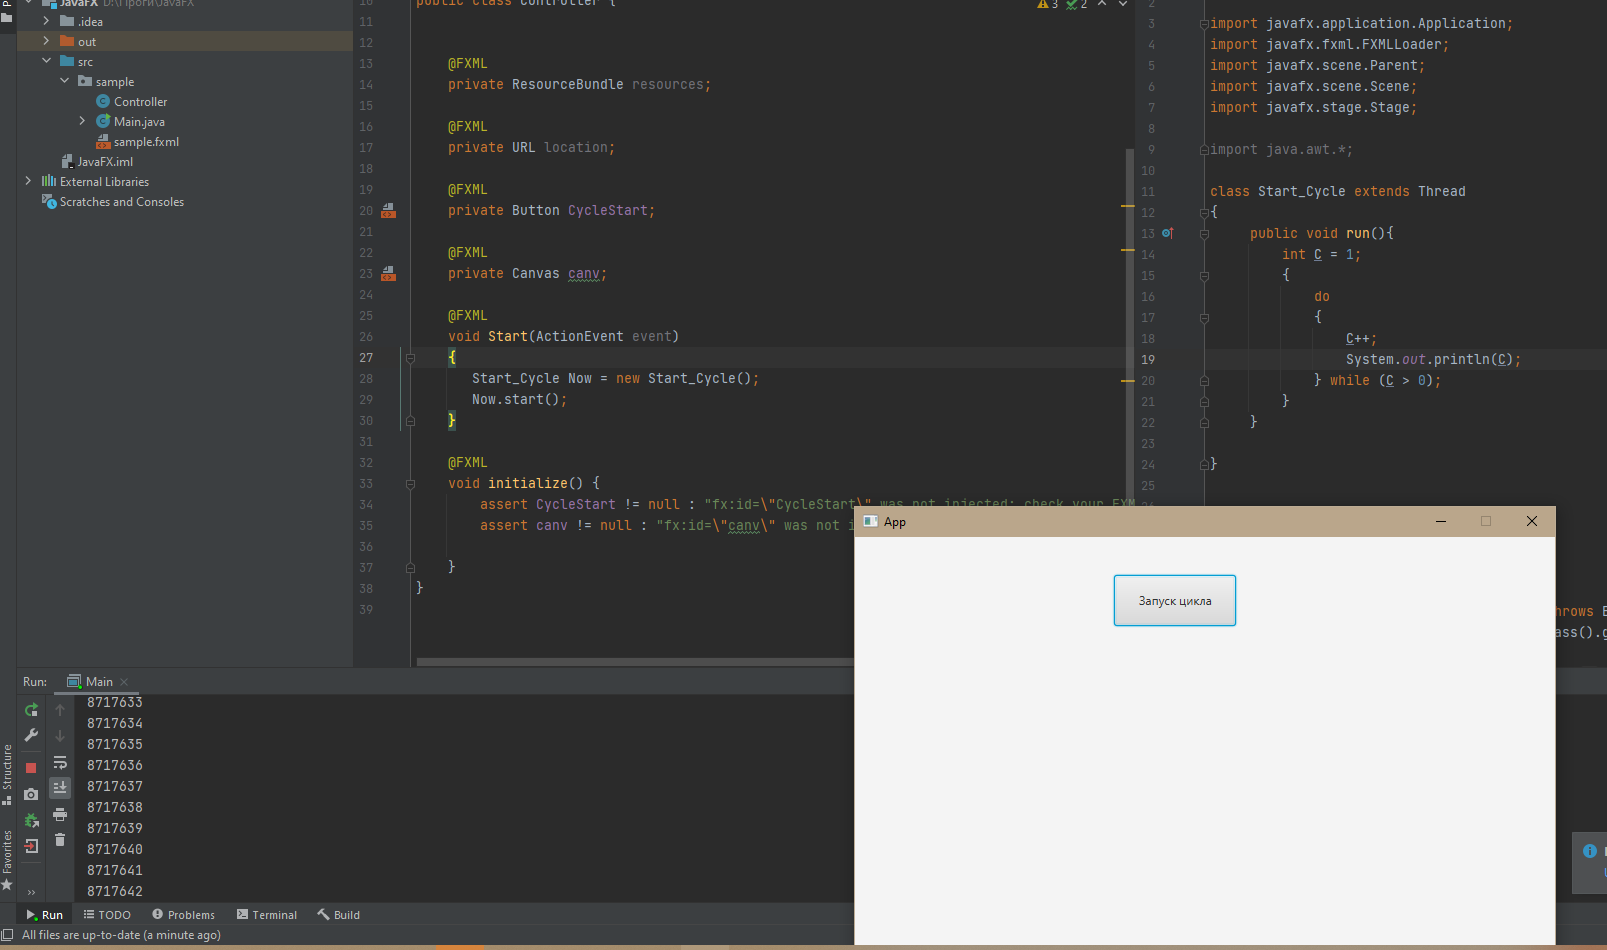 JavaFX D:\Проги\JavaFX
.idea
out
src
sample
Controller
Main.java
sample.fxml
JavaFX.iml
External Libraries
Scratches and Consoles
10 public class Controller {
11
12
13 @FXML
14 private ResourceBundle resources;
15
16 @FXML
17 private URL location;
18
19 @FXML
20 private Button CycleStart;
21
22 @FXML
23 private Canvas canv;
24
25 @FXML
26 void Start(ActionEvent event)
27 {
28 Start_Cycle Now = new Start_Cycle();
29 Now.start();
30 }
31
32 @FXML
33 void initialize() {
34 assert CycleStart != null : "fx:id=\"CycleStart\" was not injected: check your FXM
35 assert canv != null : "fx:id=\"canv\" was not i
36
37 }
38 }
39
3 2
2
3 import javafx.application.Application;
4 import javafx.fxml.FXMLLoader;
5 import javafx.scene.Parent;
6 import javafx.scene.Scene;
7 import javafx.stage.Stage;
8
9 import java.awt.*;
10
11 class Start_Cycle extends Thread
12 {
13 public void run(){
14 int C = 1;
15 {
16 do
17 {
18 C++;
19 System.out.println(C);
20 } while (C > 0);
21 }
22 }
23
24 }
25
hrows E
ass().g
App
Запуск цикла
Run: Main
8717633
8717634
8717635
8717636
8717637
8717638
8717639
8717640
8717641
8717642
Structure
Favorites
Run TODO Problems Terminal Build
All files are up-to-date (a minute ago)